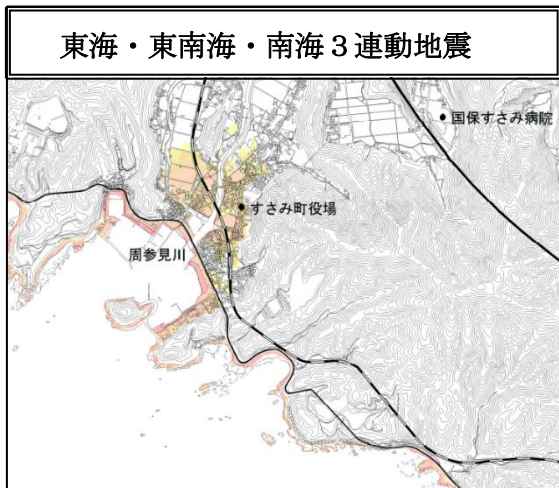 東海・東南海・南海３連動地震
国保すさみ病院
すさみ町役場
周参見川